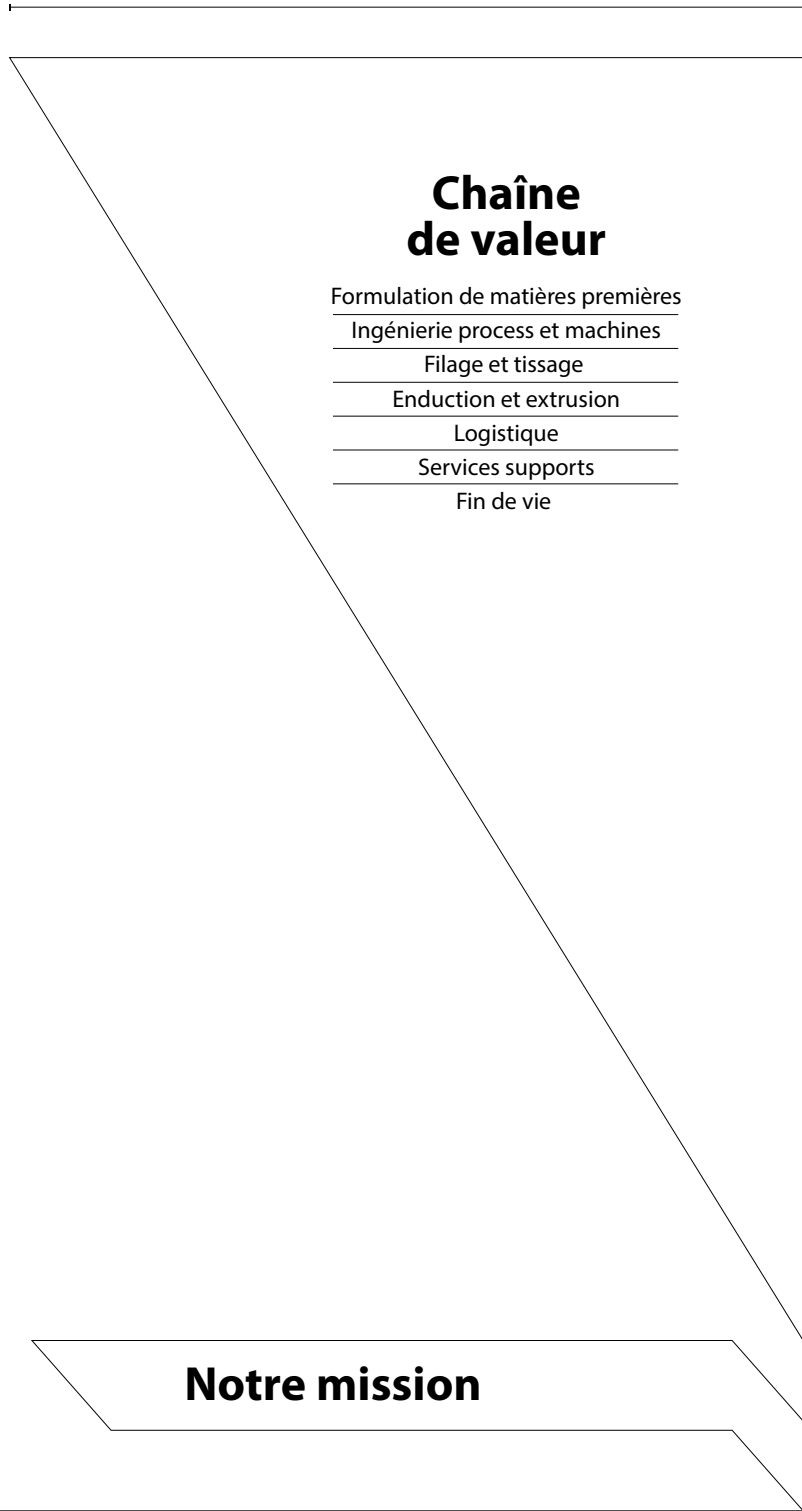 Chaîne
de valeur
Formulation de matières premières
Ingénierie process et machines
Filage et tissage
Enduction et extrusion
Logistique
Services supports
Fin de vie
Notre mission